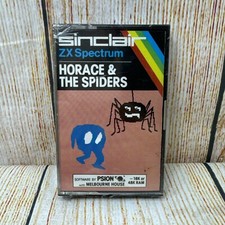 sinclair
ZX Spectrum
HORACE &
THE SPIDERS
SOFTWARE BY PSION
with MELBOURNE HOUSE
16K or
48K RAM